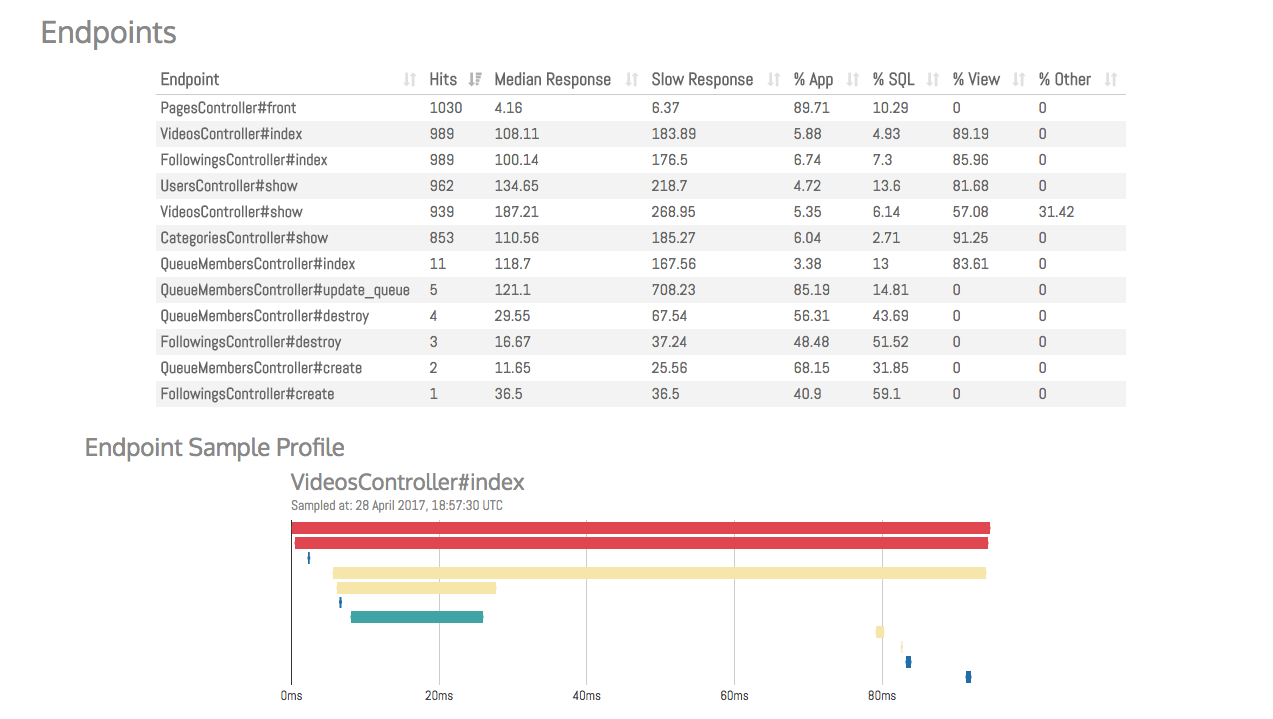 Endpoints
Endpoint Hits Median Response Slow Response % App % SQL % View % Other
PagesController#front 1030 4.16 6.37 89.71 10.29 0 0
VideosController#index 989 108.11 183.89 5.88 4.93 89.19 0
FollowingsController#index 989 100.14 176.5 6.74 7.3 85.96 0
UsersController#show 962 134.65 218.7 4.72 13.6 81.68 0
VideosController#show 939 187.21 268.95 5.35 6.14 57.08 31.42
CategoriesController#show 853 110.56 185.27 6.04 2.71 91.25 0
QueueMembersController#index 11 118.7 167.56 3.38 13 83.61 0
QueueMembersController#update_queue 5 121.1 708.23 85.19 14.81 0 0
QueueMembersController#destroy 4 29.55 67.54 56.31 43.69 0 0
FollowingsController#destroy 3 16.67 37.24 48.48 51.52 0 0
QueueMembersController#create 2 11.65 25.56 68.15 31.85 0 0
FollowingsController#create 1 36.5 36.5 40.9 59.1 0 0
Endpoint Sample Profile
VideosController#index
Sampled at: 28 April 2017, 18:57:30 UTC
0ms 20ms 40ms 60ms 80ms